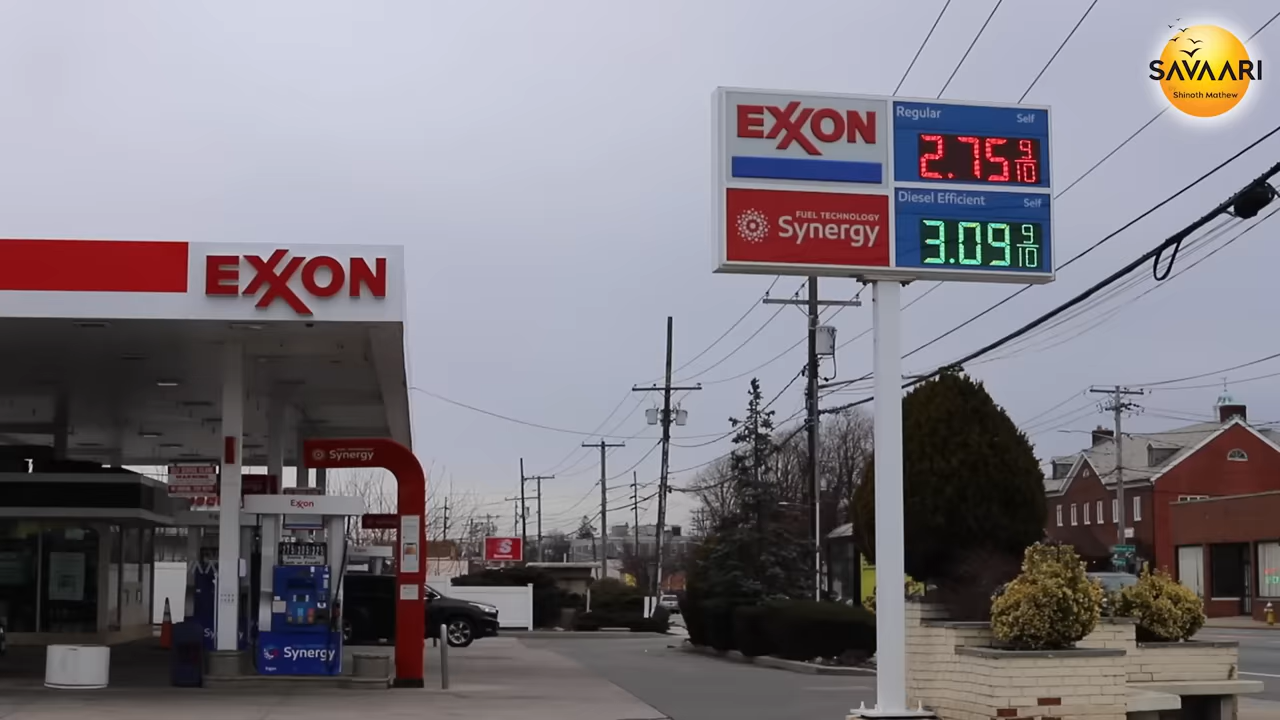 SAVAARI
Shinoth Mathew
EXXON
Regular
Self
2.75 9/10
FUEL TECHNOLOGY
Synergy
Diesel Efficient
Self
3.09 9/10
EXXON
Synergy
Exxon
Synergy